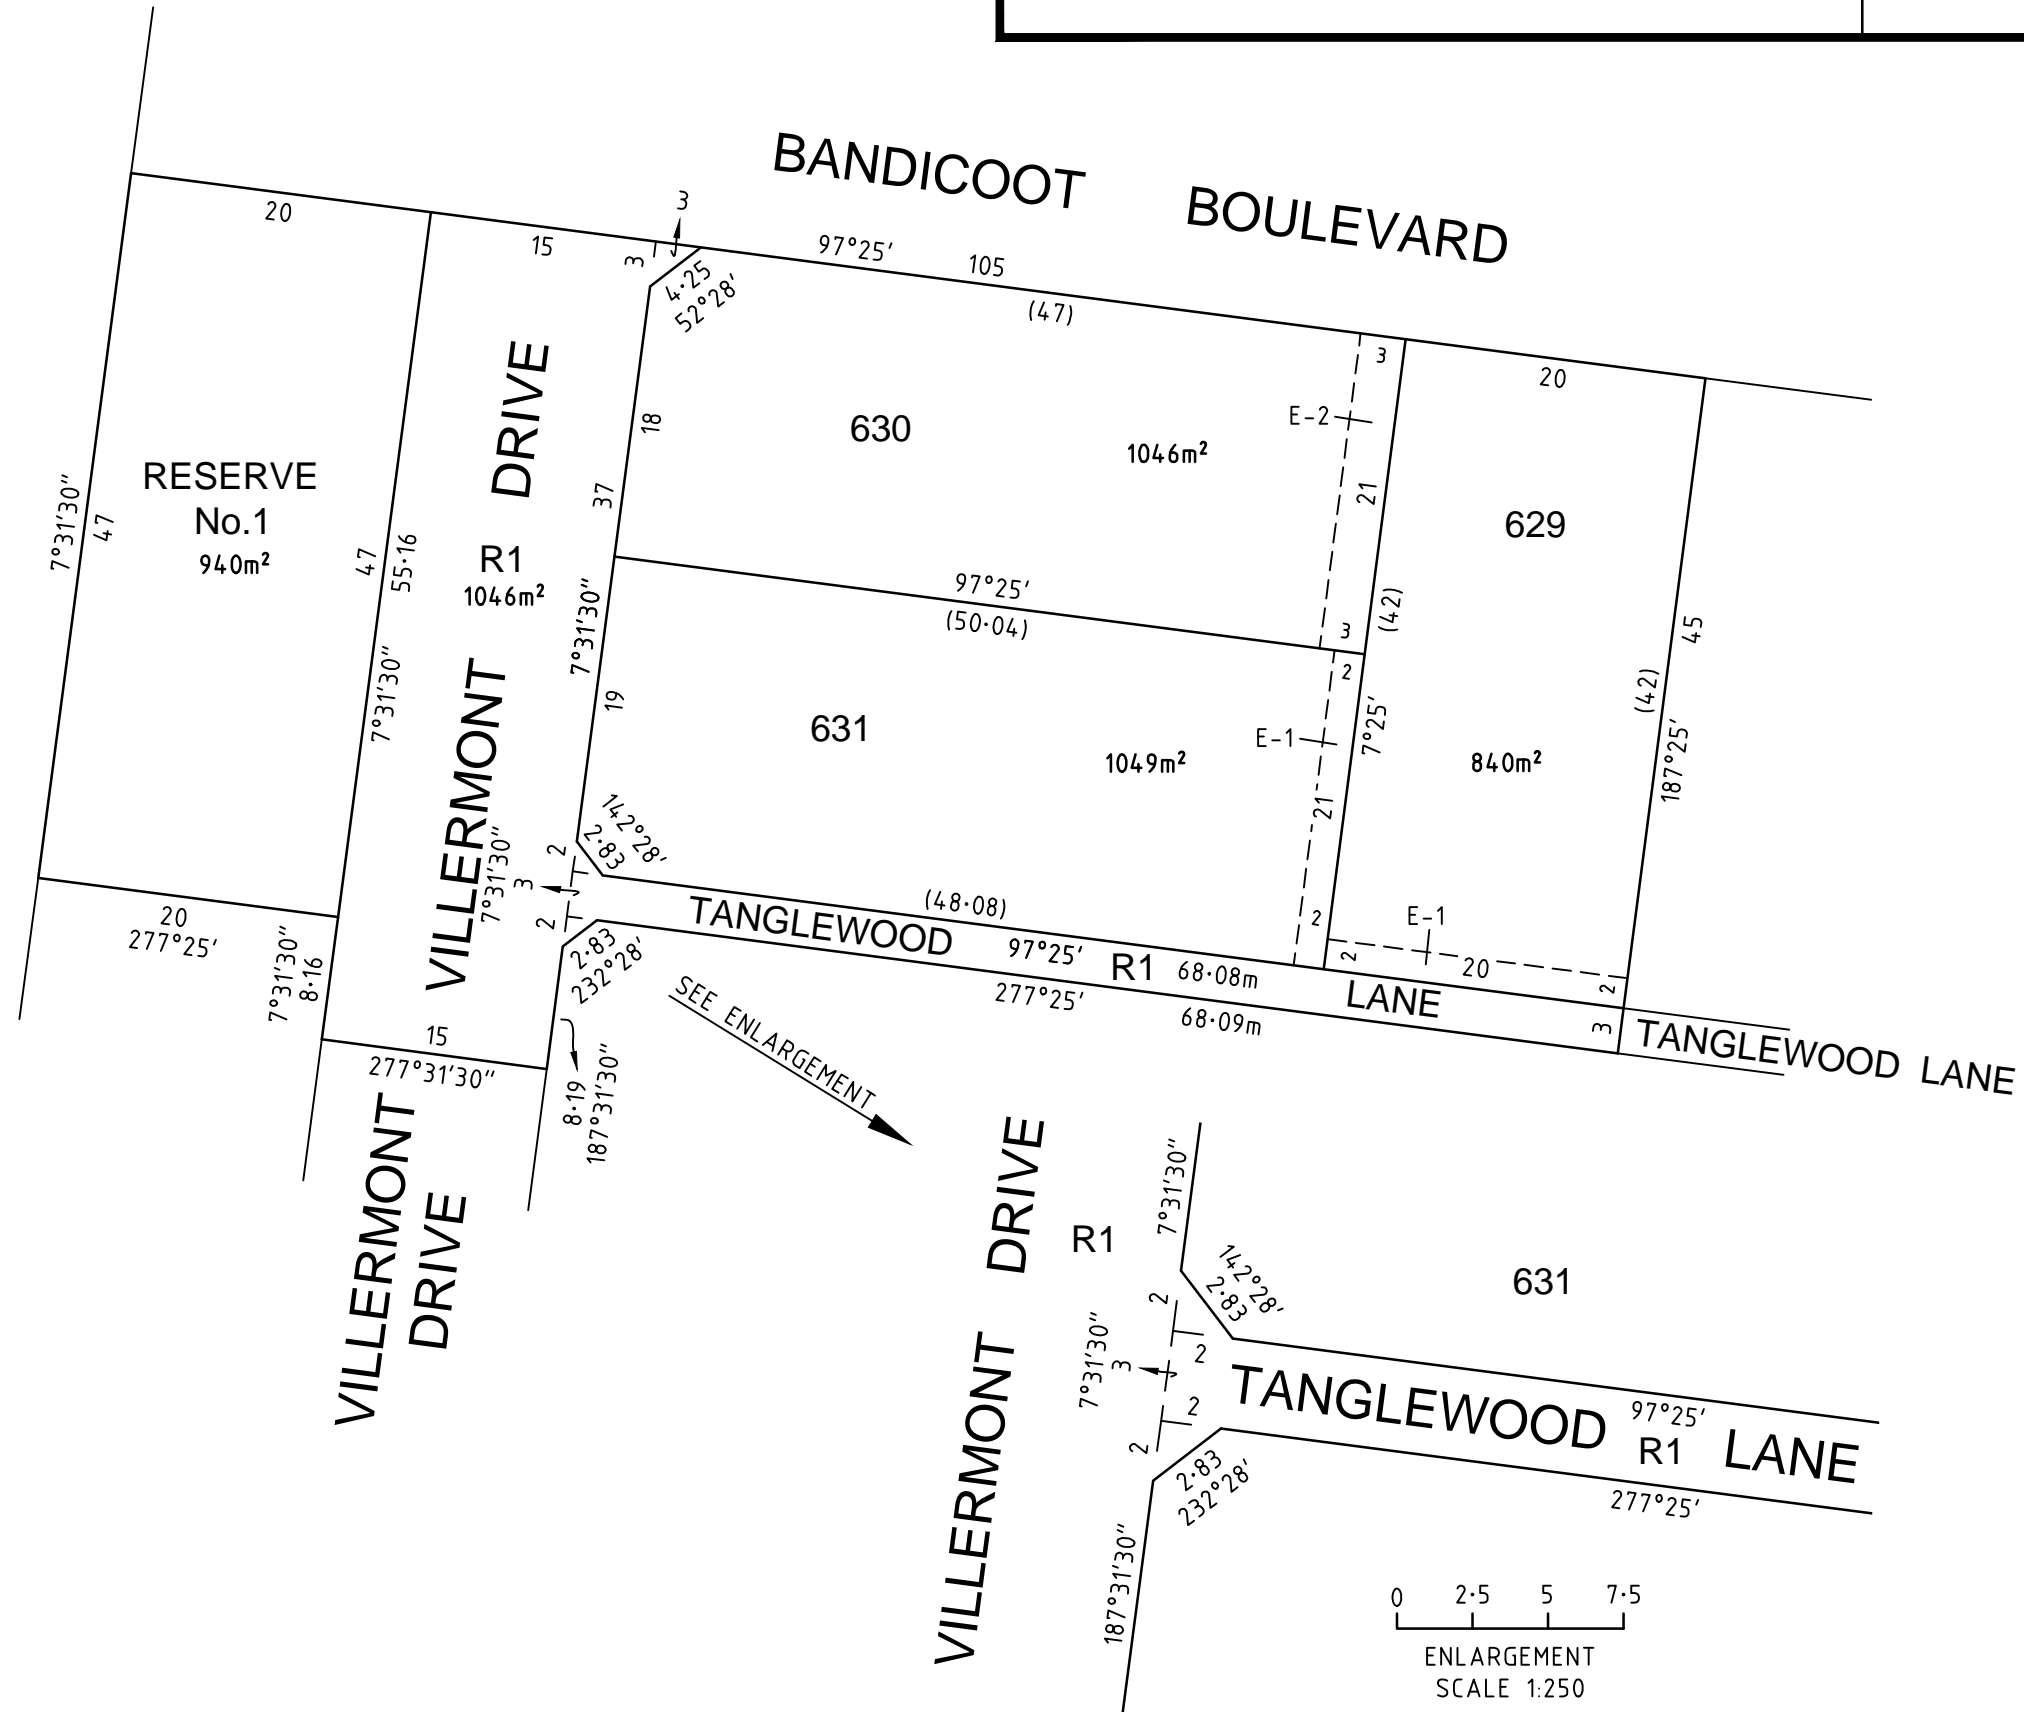 BANDICOOT BOULEVARD
20
15
3
3
4·25
52°28′
97°25′
105
(47)
3
20
RESERVE
No.1
940m²
7°31′30″
47
47
55·16
7°31′30″
VILLERMONT DRIVE
R1
1046m²
18
37
7°31′30″
19
630
1046m²
E-2
21
3
97°25′
(50·04)
629
(42)
45
(42)
7°25′
187°25′
840m²
631
1049m²
2
E-1
21
2
142°28′
2·83
2
3
7°31′30″
2
(48·08)
E-1
2
20
2
TANGLEWOOD
97°25′
R1
68·08m
LANE
3
TANGLEWOOD LANE
277°25′
68·09m
2·83
232°28′
20
277°25′
7°31′30″
8·16
15
277°31′30″
8·19
187°31′30″
VILLERMONT
DRIVE
SEE ENLARGEMENT
VILLERMONT DRIVE
7°31′30″
R1
142°28′
2·83
631
2
2
3
7°31′30″
2
2
2·83
232°28′
187°31′30″
TANGLEWOOD LANE
97°25′
R1
277°25′
0 2·5 5 7·5
ENLARGEMENT
SCALE 1:250